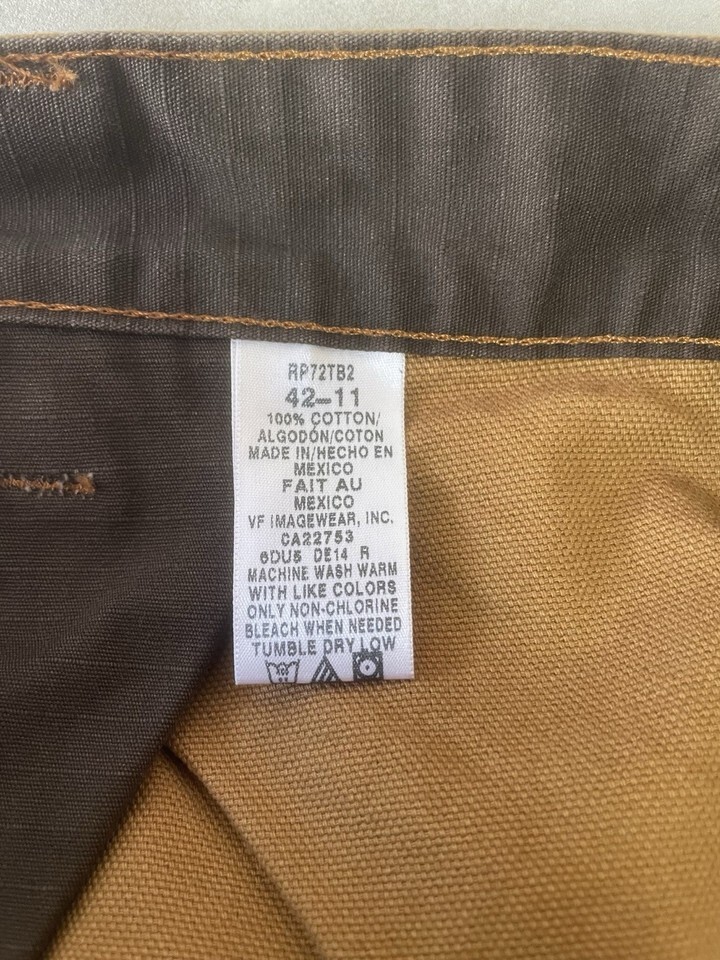 RP72TB2
42-11
100% COTTON/
ALGODÓN/COTON
MADE IN/HECHO EN
MEXICO
FAIT AU
MEXICO
VF IMAGEWEAR, INC.
CA22753
6DU5 DE14 R
MACHINE WASH WARM
WITH LIKE COLORS
ONLY NON-CHLORINE
BLEACH WHEN NEEDED
TUMBLE DRY LOW